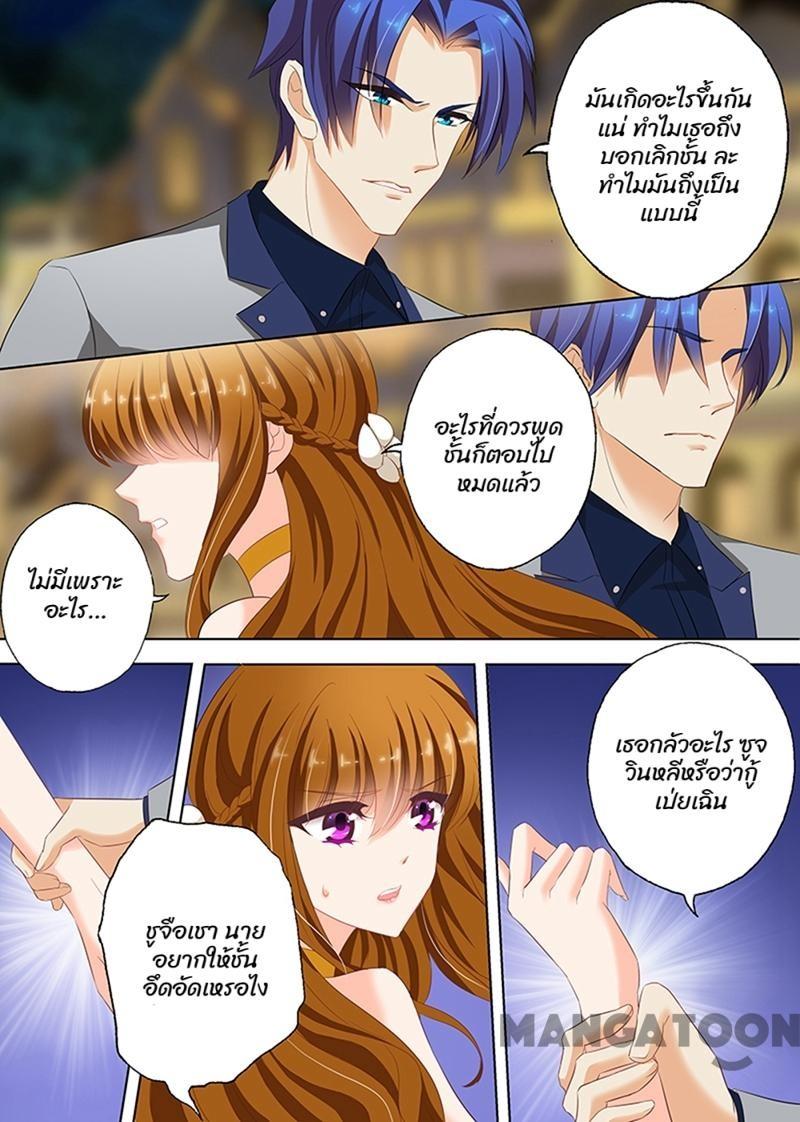 มันเกิดอะไรขึ้นกัน
แน่ ทำไมเธอถึง
บอกเลิกชั้น ละ
ทำไมมันถึงเป็น
แบบนี้
อะไรที่ควรพูด
ชั้นก็ตอบไป
หมดแล้ว
ไม่มีเพราะ
อะไร...
เธอกลัวอะไร ซูจ
วินหลีหรือว่ากู้
เป่ยเฉิน
ชูจือเชา นาย
อยากให้ชั้น
อึดอัดเหรอไง
MANGATOON